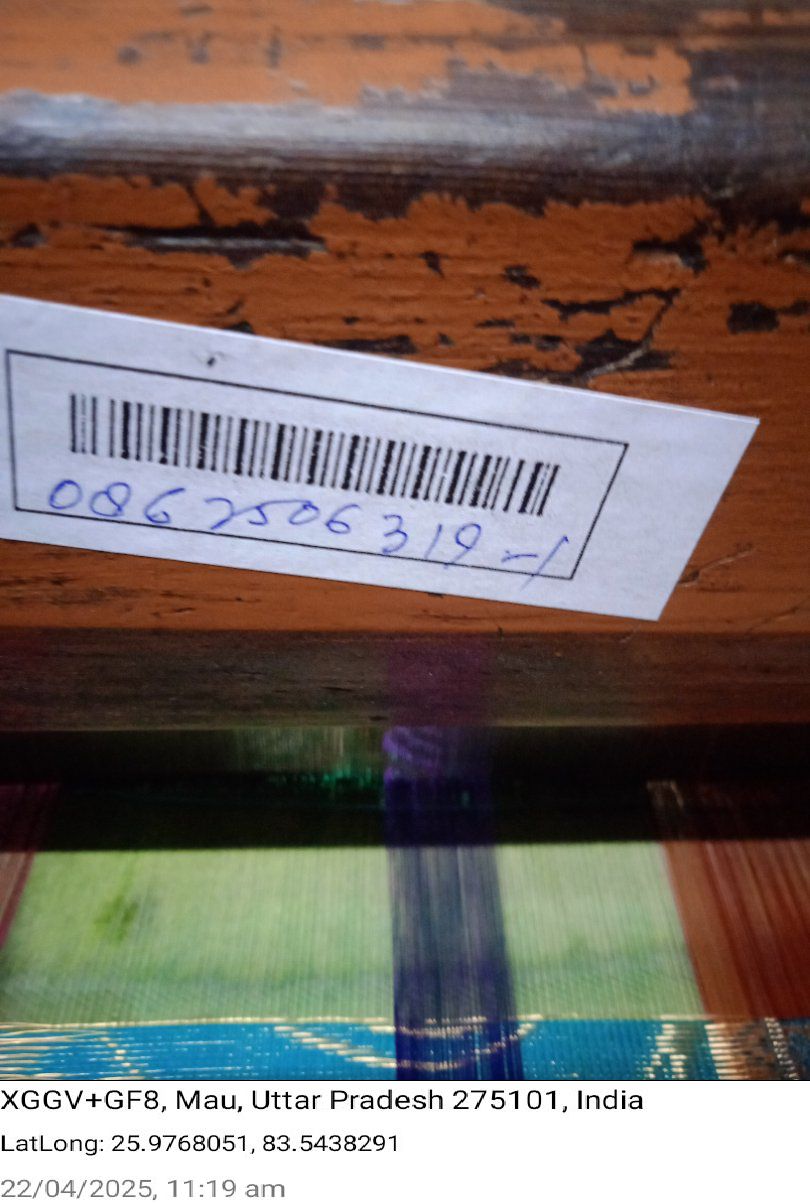 0862506319-1
XGGV+GF8, Mau, Uttar Pradesh 275101, India
LatLong: 25.9768051, 83.5438291
22/04/2025, 11:19 am